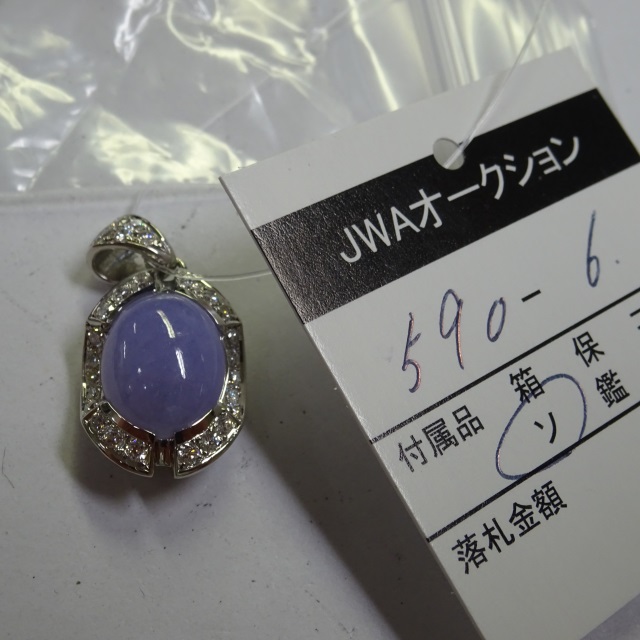 JWAオークション
590-6.
付属品 箱 保
ソ 鑑
落札金額